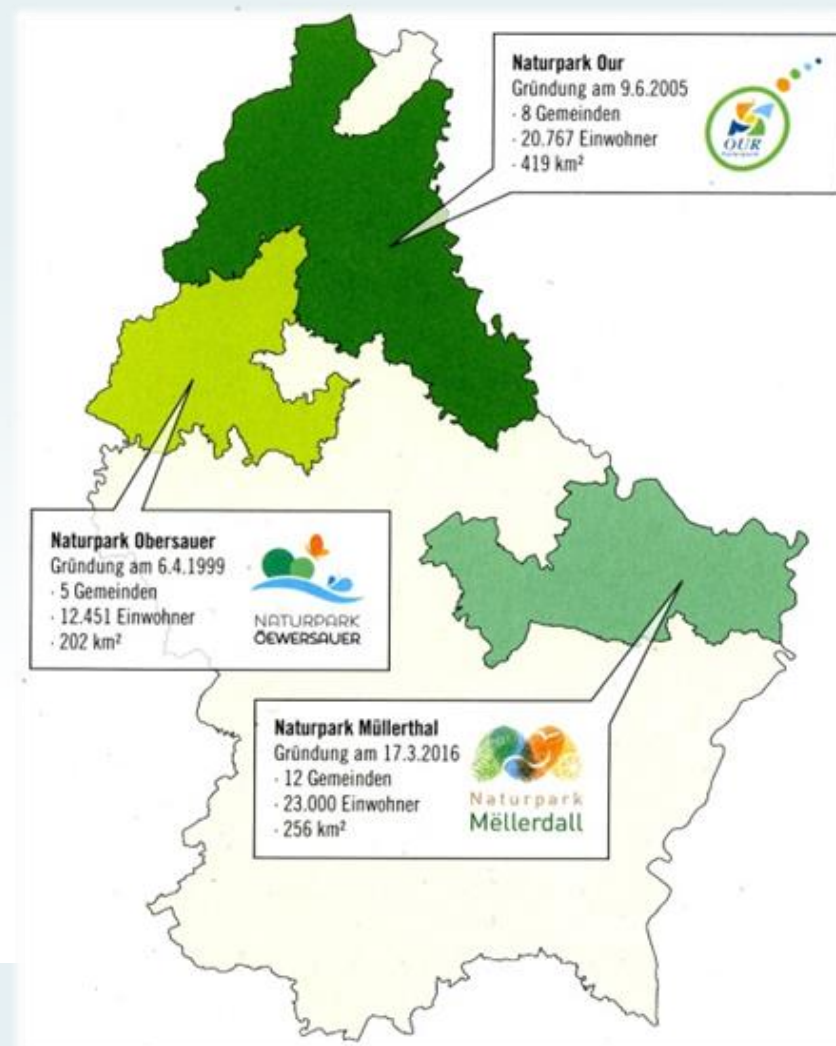 Naturpark Our
Gründung am 9.6.2005
· 8 Gemeinden
· 20.767 Einwohner
· 419 km²
OUR
Naturpark Obersauer
Gründung am 6.4.1999
· 5 Gemeinden
· 12.451 Einwohner
· 202 km²
NATURPARK
ÖEWERSAUER
Naturpark Müllerthal
Gründung am 17.3.2016
· 12 Gemeinden
· 23.000 Einwohner
· 256 km²
Naturpark
Mëllerdall